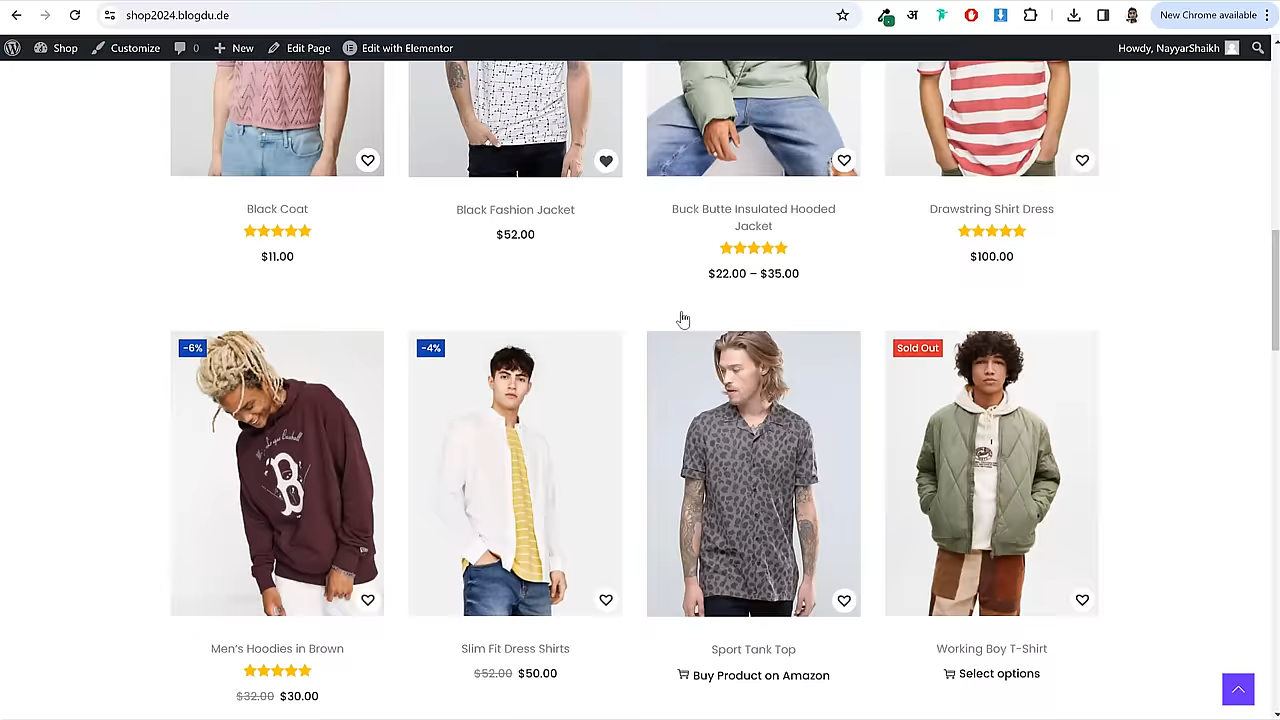 shop2024.blogdu.de
अ
New Chrome available
Shop
Customize
0
New
Edit Page
Edit with Elementor
Howdy, NayyarShaikh
Black Coat
$11.00
Black Fashion Jacket
$52.00
Buck Butte Insulated Hooded
Jacket
$22.00 – $35.00
Drawstring Shirt Dress
$100.00
-6%
B
-4%
Sold Out
Men's Hoodies in Brown
$32.00 $30.00
Slim Fit Dress Shirts
$52.00 $50.00
Sport Tank Top
Buy Product on Amazon
Working Boy T-Shirt
Select options